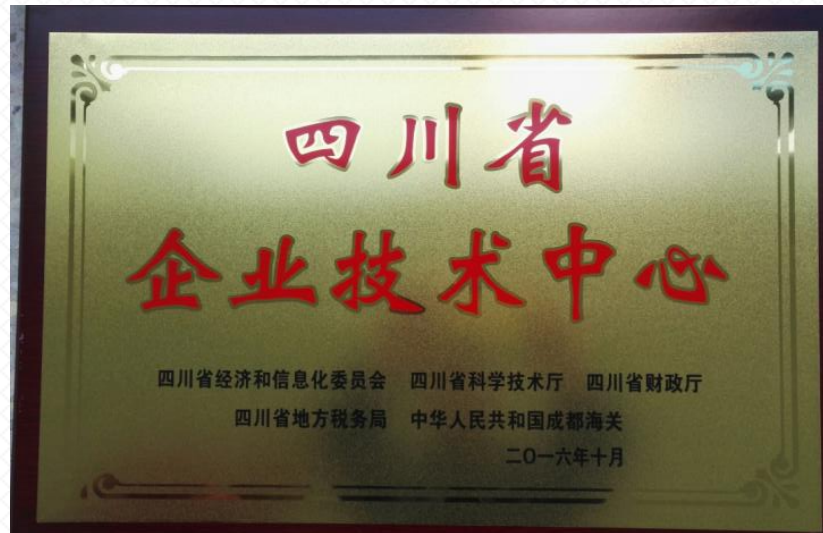 四川省
企业技术中心
四川省经济和信息化委员会 四川省科学技术厅 四川省财政厅
四川省地方税务局 中华人民共和国成都海关
二〇一六年十月